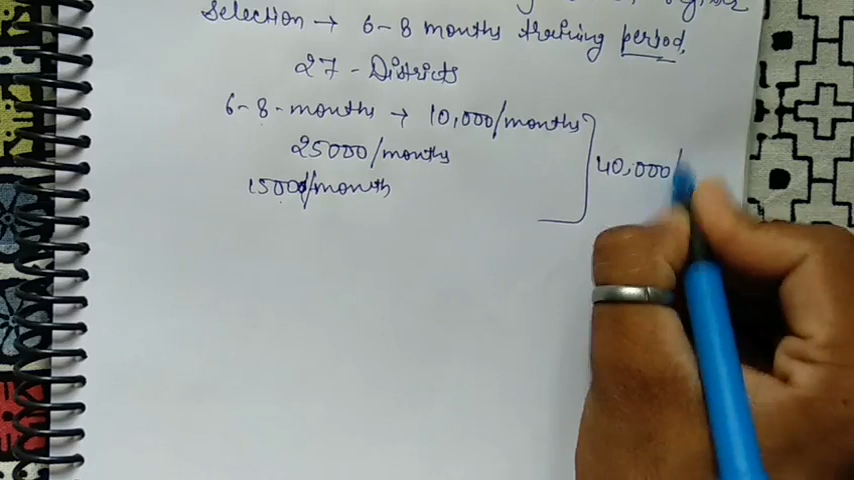 Selection → 6-8 months training period,
27 - Districts
6-8-months → 10,000/months
25000/months
15000/month
40,000/